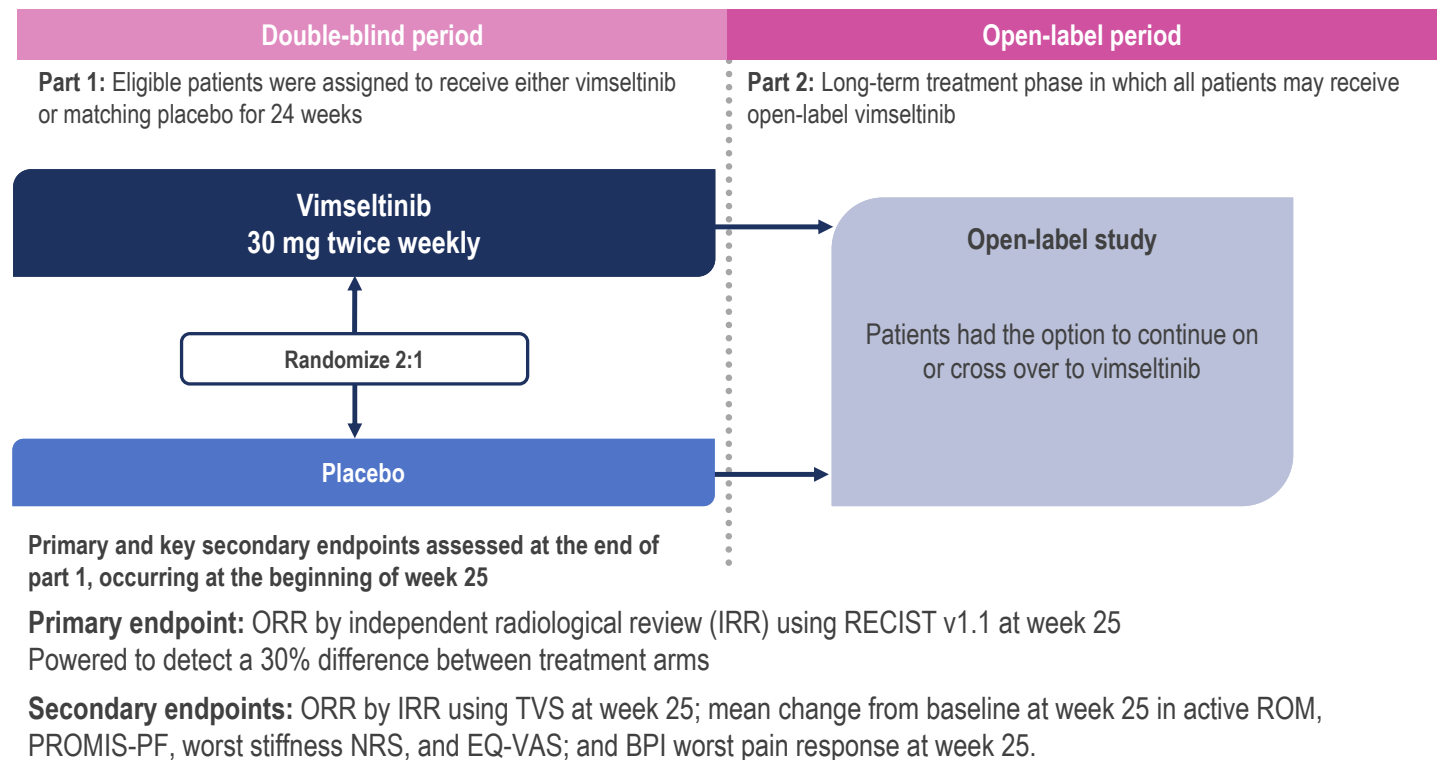 Double-blind period
Open-label period
Part 1: Eligible patients were assigned to receive either vimseltinib
or matching placebo for 24 weeks
Part 2: Long-term treatment phase in which all patients may receive
open-label vimseltinib
Vimseltinib
30 mg twice weekly
Randomize 2:1
Placebo
Open-label study
Patients had the option to continue on
or cross over to vimseltinib
Primary and key secondary endpoints assessed at the end of
part 1, occurring at the beginning of week 25
Primary endpoint: ORR by independent radiological review (IRR) using RECIST v1.1 at week 25
Powered to detect a 30% difference between treatment arms
Secondary endpoints: ORR by IRR using TVS at week 25; mean change from baseline at week 25 in active ROM,
PROMIS-PF, worst stiffness NRS, and EQ-VAS; and BPI worst pain response at week 25.